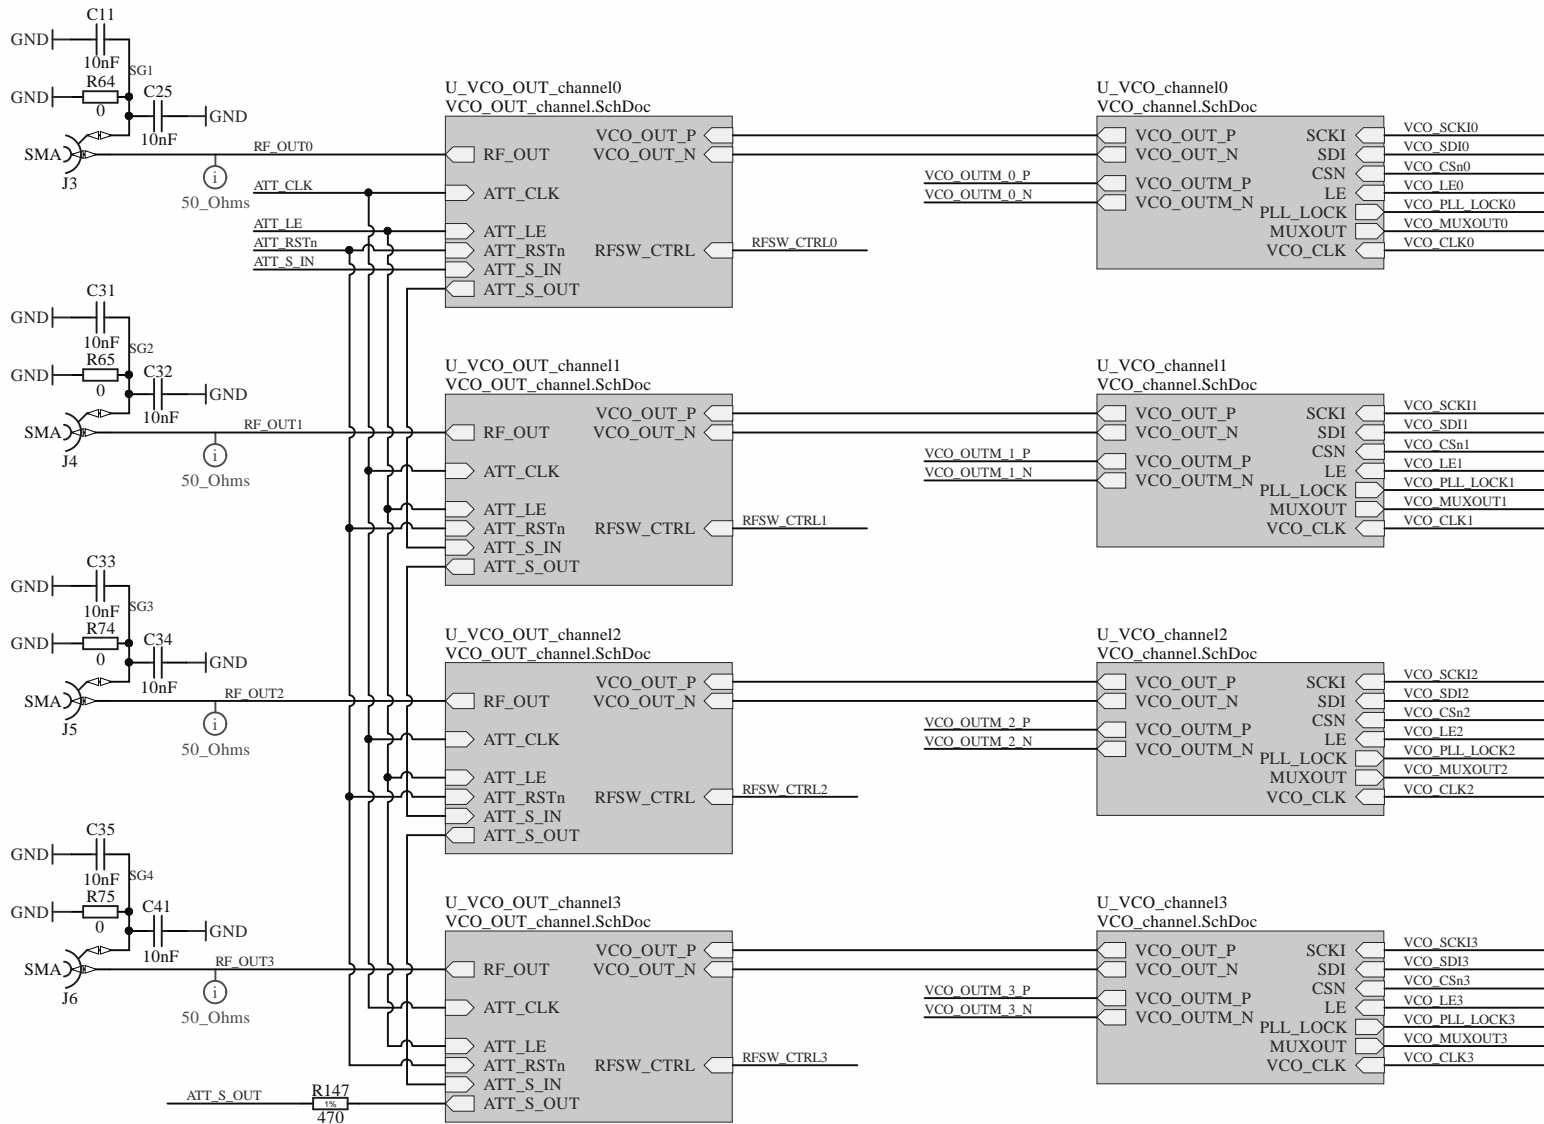 C11
GND
10nF
SG1
R64
GND
0
C25
GND
10nF
SMA
J3
RF_OUT0
50_Ohms
ATT_CLK
ATT_LE
ATT_RSTn
ATT_S_IN
U_VCO_OUT_channel0
VCO_OUT_channel.SchDoc
VCO_OUT_P
RF_OUT
VCO_OUT_N
ATT_CLK
ATT_LE
ATT_RSTn
RFSW_CTRL
ATT_S_IN
ATT_S_OUT
RFSW_CTRL0
U_VCO_channel0
VCO_channel.SchDoc
VCO_OUT_P
VCO_OUT_N
VCO_OUTM_0_P
VCO_OUTM_P
VCO_OUTM_0_N
VCO_OUTM_N
SCKI
SDI
CSN
LE
PLL_LOCK
MUXOUT
VCO_CLK
VCO_SCKI0
VCO_SDI0
VCO_CSn0
VCO_LE0
VCO_PLL_LOCK0
VCO_MUXOUT0
VCO_CLK0
C31
GND
10nF
SG2
R65
GND
0
C32
GND
10nF
SMA
J4
RF_OUT1
i
50_Ohms
U_VCO_OUT_channel1
VCO_OUT_channel.SchDoc
VCO_OUT_P
RF_OUT
VCO_OUT_N
ATT_CLK
ATT_LE
ATT_RSTn
RFSW_CTRL
ATT_S_IN
ATT_S_OUT
RFSW_CTRL1
U_VCO_channel1
VCO_channel.SchDoc
VCO_OUT_P
VCO_OUT_N
VCO_OUTM_1_P
VCO_OUTM_P
VCO_OUTM_1_N
VCO_OUTM_N
SCKI
SDI
CSN
LE
PLL_LOCK
MUXOUT
VCO_CLK
VCO_SCKI1
VCO_SDI1
VCO_CSn1
VCO_LE1
VCO_PLL_LOCK1
VCO_MUXOUT1
VCO_CLK1
C33
GND
10nF
SG3
R74
GND
0
C34
GND
10nF
SMA
J5
RF_OUT2
i
50_Ohms
U_VCO_OUT_channel2
VCO_OUT_channel.SchDoc
VCO_OUT_P
RF_OUT
VCO_OUT_N
ATT_CLK
ATT_LE
ATT_RSTn
RFSW_CTRL
ATT_S_IN
ATT_S_OUT
RFSW_CTRL2
U_VCO_channel2
VCO_channel.SchDoc
VCO_OUT_P
VCO_OUT_N
VCO_OUTM_2_P
VCO_OUTM_P
VCO_OUTM_2_N
VCO_OUTM_N
SCKI
SDI
CSN
LE
PLL_LOCK
MUXOUT
VCO_CLK
VCO_SCKI2
VCO_SDI2
VCO_CSn2
VCO_LE2
VCO_PLL_LOCK2
VCO_MUXOUT2
VCO_CLK2
C35
GND
10nF
SG4
R75
GND
0
C41
GND
10nF
SMA
J6
RF_OUT3
i
50_Ohms
U_VCO_OUT_channel3
VCO_OUT_channel.SchDoc
VCO_OUT_P
RF_OUT
VCO_OUT_N
ATT_CLK
ATT_LE
ATT_RSTn
RFSW_CTRL
ATT_S_IN
ATT_S_OUT
RFSW_CTRL3
ATT_S_OUT
R147
1%
470
U_VCO_channel3
VCO_channel.SchDoc
VCO_OUT_P
VCO_OUT_N
VCO_OUTM_3_P
VCO_OUTM_P
VCO_OUTM_3_N
VCO_OUTM_N
SCKI
SDI
CSN
LE
PLL_LOCK
MUXOUT
VCO_CLK
VCO_SCKI3
VCO_SDI3
VCO_CSn3
VCO_LE3
VCO_PLL_LOCK3
VCO_MUXOUT3
VCO_CLK3